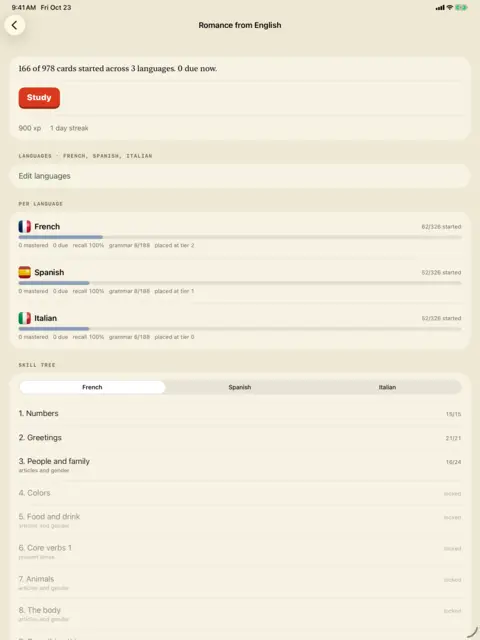 9:41 AM Fri Oct 23
Romance from English
166 of 978 cards started across 3 languages. 0 due now.
Study
900 xp 1 day streak
LANGUAGES · FRENCH, SPANISH, ITALIAN
Edit languages
PER LANGUAGE
French 62/326 started
0 mastered 0 due recall 100% grammar 8/188 placed at tier 2
Spanish 52/326 started
0 mastered 0 due recall 100% grammar 8/186 placed at tier 1
Italian 52/326 started
0 mastered 0 due recall 100% grammar 8/188 placed at tier 0
SKILL TREE
French Spanish Italian
1. Numbers 15/15
2. Greetings 21/21
3. People and family 16/24
articles and gender
4. Colors locked
5. Food and drink locked
articles and gender
6. Core verbs 1 locked
present tense
7. Animals locked
articles and gender
8. The body locked
articles and gender